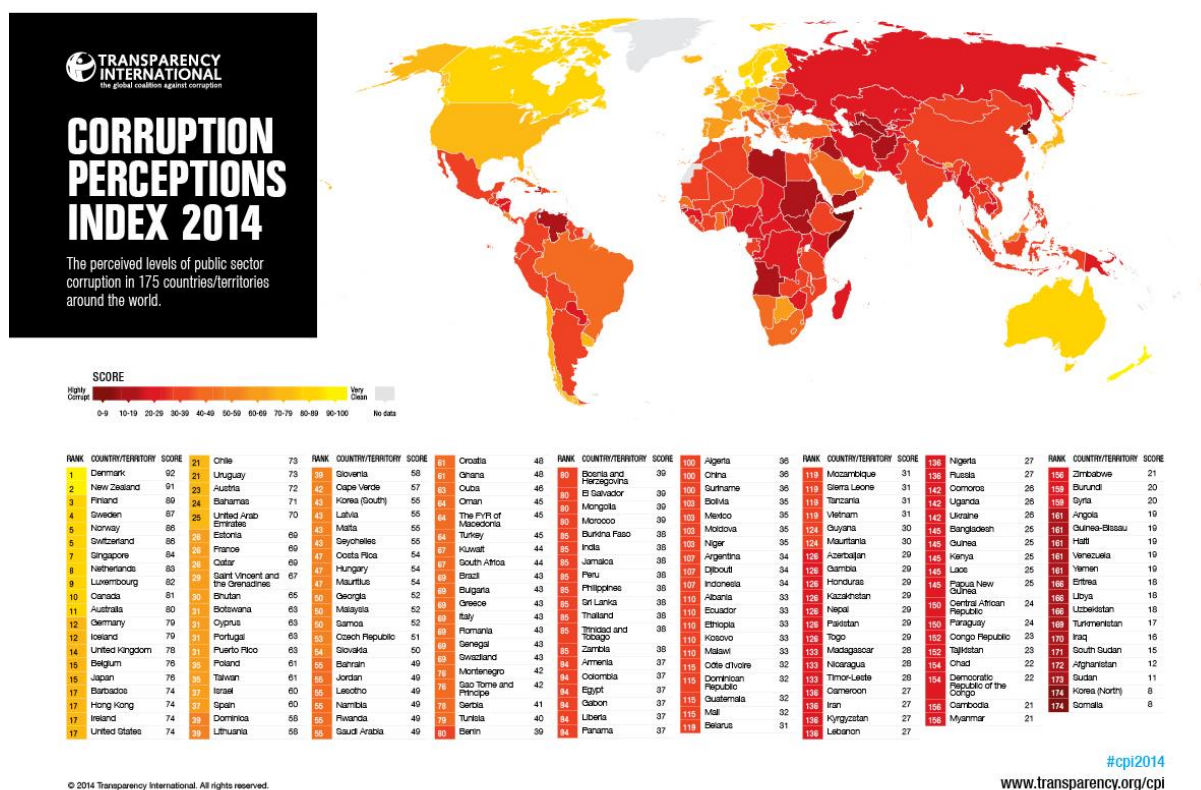 TRANSPARENCY
INTERNATIONAL
the global coalition against corruption
CORRUPTION
PERCEPTIONS
INDEX 2014
The perceived levels of public sector
corruption in 175 countries/territories
around the world.
SCORE
Highly
Corrupt
Very
Clean
0-9 10-19 20-29 30-39 40-49 50-59 60-69 70-79 80-89 90-100 No data
RANK COUNTRY/TERRITORY SCORE
1 Denmark 92
2 New Zealand 91
3 Finland 89
4 Sweden 87
5 Norway 86
5 Switzerland 86
7 Singapore 84
8 Netherlands 83
9 Luxembourg 82
10 Canada 81
11 Australia 80
12 Germany 79
12 Iceland 79
14 United Kingdom 78
15 Belgium 76
15 Japan 76
17 Barbados 74
17 Hong Kong 74
17 Ireland 74
17 United States 74
21 Chile 73
21 Uruguay 73
23 Austria 72
24 Bahamas 71
25 United Arab
Emirates 70
26 Estonia 69
26 France 69
26 Qatar 69
29 Saint Vincent and
the Grenadines 67
30 Bhutan 65
31 Botswana 63
31 Cyprus 63
31 Portugal 63
31 Puerto Rico 63
35 Poland 61
35 Taiwan 61
37 Israel 60
37 Spain 60
39 Dominica 58
39 Lithuania 58
RANK COUNTRY/TERRITORY SCORE
39 Slovenia 58
42 Cape Verde 57
43 Korea (South) 55
43 Latvia 55
43 Malta 55
43 Seychelles 55
47 Costa Rica 54
47 Hungary 54
47 Mauritius 54
50 Georgia 52
50 Malaysia 52
50 Samoa 52
53 Czech Republic 51
54 Slovakia 50
55 Bahrain 49
55 Jordan 49
55 Lesotho 49
55 Namibia 49
55 Rwanda 49
55 Saudi Arabia 49
61 Croatia 48
61 Ghana 48
63 Cuba 46
64 Oman 45
64 The FYR of
Macedonia 45
64 Turkey 45
67 Kuwait 44
67 South Africa 44
69 Brazil 43
69 Bulgaria 43
69 Greece 43
69 Italy 43
69 Romania 43
69 Senegal 43
69 Swaziland 43
76 Montenegro 42
76 Sao Tome and
Principe 42
78 Serbia 41
79 Tunisia 40
80 Benin 39
RANK COUNTRY/TERRITORY SCORE
80 Bosnia and
Herzegovina 39
80 El Salvador 39
80 Mongolia 39
80 Morocco 39
85 Burkina Faso 38
85 India 38
85 Jamaica 38
85 Peru 38
85 Philippines 38
85 Sri Lanka 38
85 Thailand 38
85 Trinidad and
Tobago 38
85 Zambia 38
94 Armenia 37
94 Colombia 37
94 Egypt 37
94 Gabon 37
94 Liberia 37
94 Panama 37
100 Algeria 36
100 China 36
100 Suriname 36
103 Bolivia 35
103 Mexico 35
103 Moldova 35
103 Niger 35
107 Argentina 34
107 Djibouti 34
107 Indonesia 34
110 Albania 33
110 Ecuador 33
110 Ethiopia 33
110 Kosovo 33
110 Malawi 33
115 Côte d'Ivoire 32
115 Dominican
Republic 32
115 Guatemala 32
115 Mali 32
119 Belarus 31
RANK COUNTRY/TERRITORY SCORE
119 Mozambique 31
119 Sierra Leone 31
119 Tanzania 31
119 Vietnam 31
124 Guyana 30
124 Mauritania 30
126 Azerbaijan 29
126 Gambia 29
126 Honduras 29
126 Kazakhstan 29
126 Nepal 29
126 Pakistan 29
126 Togo 29
133 Madagascar 28
133 Nicaragua 28
133 Timor-Leste 28
136 Cameroon 27
136 Iran 27
136 Kyrgyzstan 27
136 Lebanon 27
136 Nigeria 27
136 Russia 27
142 Comoros 26
142 Uganda 26
142 Ukraine 26
145 Bangladesh 25
145 Guinea 25
145 Kenya 25
145 Laos 25
145 Papua New
Guinea 25
150 Central African
Republic 24
150 Paraguay 24
152 Congo Republic 23
152 Tajikistan 23
154 Chad 22
154 Democratic
Republic of the
Congo 22
156 Cambodia 21
156 Myanmar 21
RANK COUNTRY/TERRITORY SCORE
156 Zimbabwe 21
159 Burundi 20
159 Syria 20
161 Angola 19
161 Guinea-Bissau 19
161 Haiti 19
161 Venezuela 19
161 Yemen 19
166 Eritrea 18
166 Libya 18
166 Uzbekistan 18
169 Turkmenistan 17
170 Iraq 16
171 South Sudan 15
172 Afghanistan 12
173 Sudan 11
174 Korea (North) 8
174 Somalia 8
#cpi2014
www.transparency.org/cpi
© 2014 Transparency International. All rights reserved.